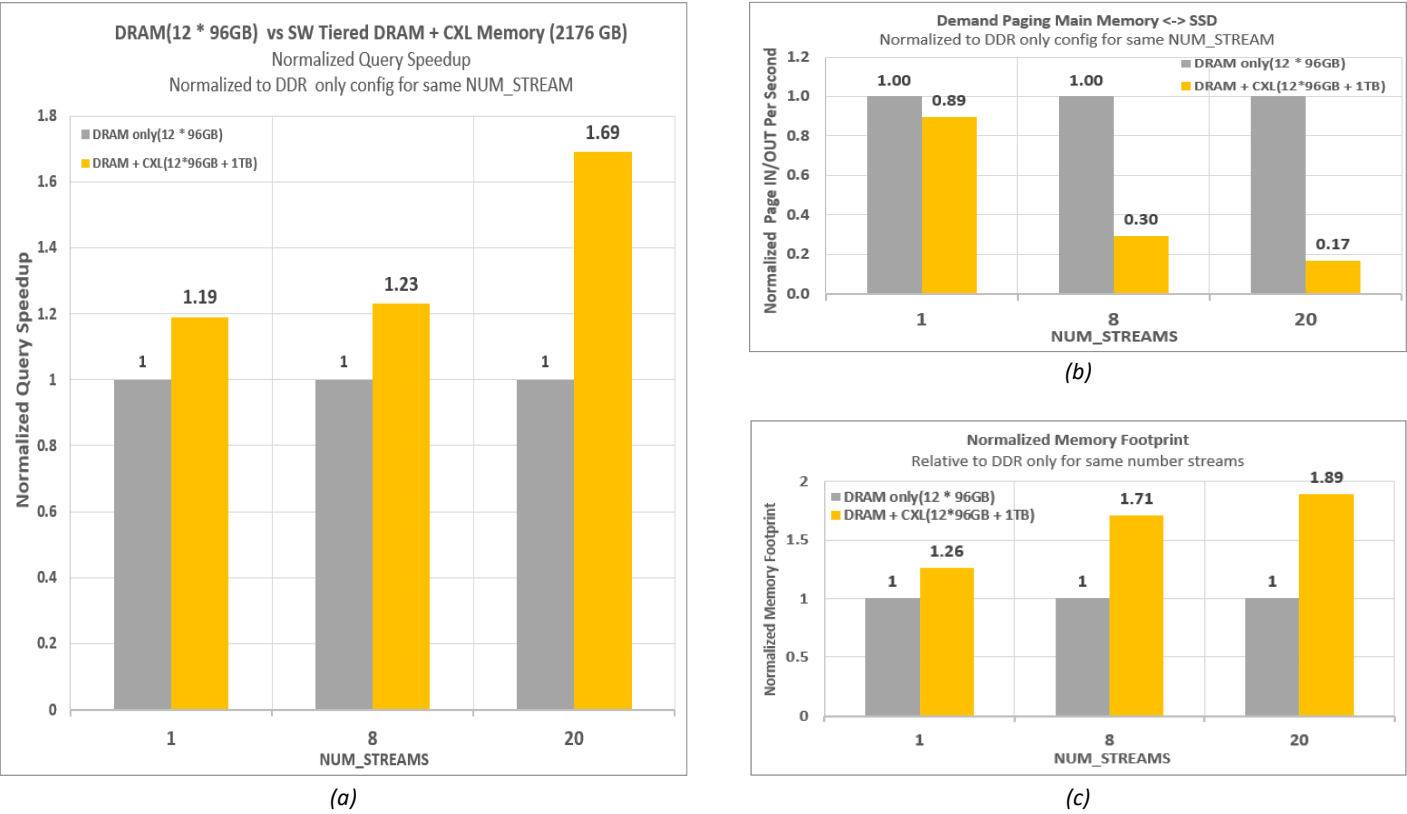 DRAM(12 * 96GB) vs SW Tiered DRAM + CXL Memory (2176 GB)
Normalized Query Speedup
Normalized to DDR only config for same NUM_STREAM
DRAM only(12 * 96GB)
DRAM + CXL(12*96GB + 1TB)
Normalized Query Speedup
1.8
1.6
1.4
1.2
1
0.8
0.6
0.4
0.2
0
1
1.19
1
1.23
1
1.69
1
8
20
NUM_STREAMS
(a)
Demand Paging Main Memory <-> SSD
Normalized to DDR only config for same NUM_STREAM
DRAM only(12 * 96GB)
DRAM + CXL(12*96GB + 1TB)
Normalized Page IN/OUT Per Second
1.2
1.0
0.8
0.6
0.4
0.2
0.0
1.00
0.89
1.00
0.30
0.17
1
8
20
NUM_STREAMS
(b)
Normalized Memory Footprint
Relative to DDR only for same number streams
DRAM only(12 * 96GB)
DRAM + CXL(12*96GB + 1TB)
Normalized Memory Footprint
2
1.5
1
0.5
0
1
1.26
1
1.71
1
1.89
1
8
20
NUM_STREAMS
(c)